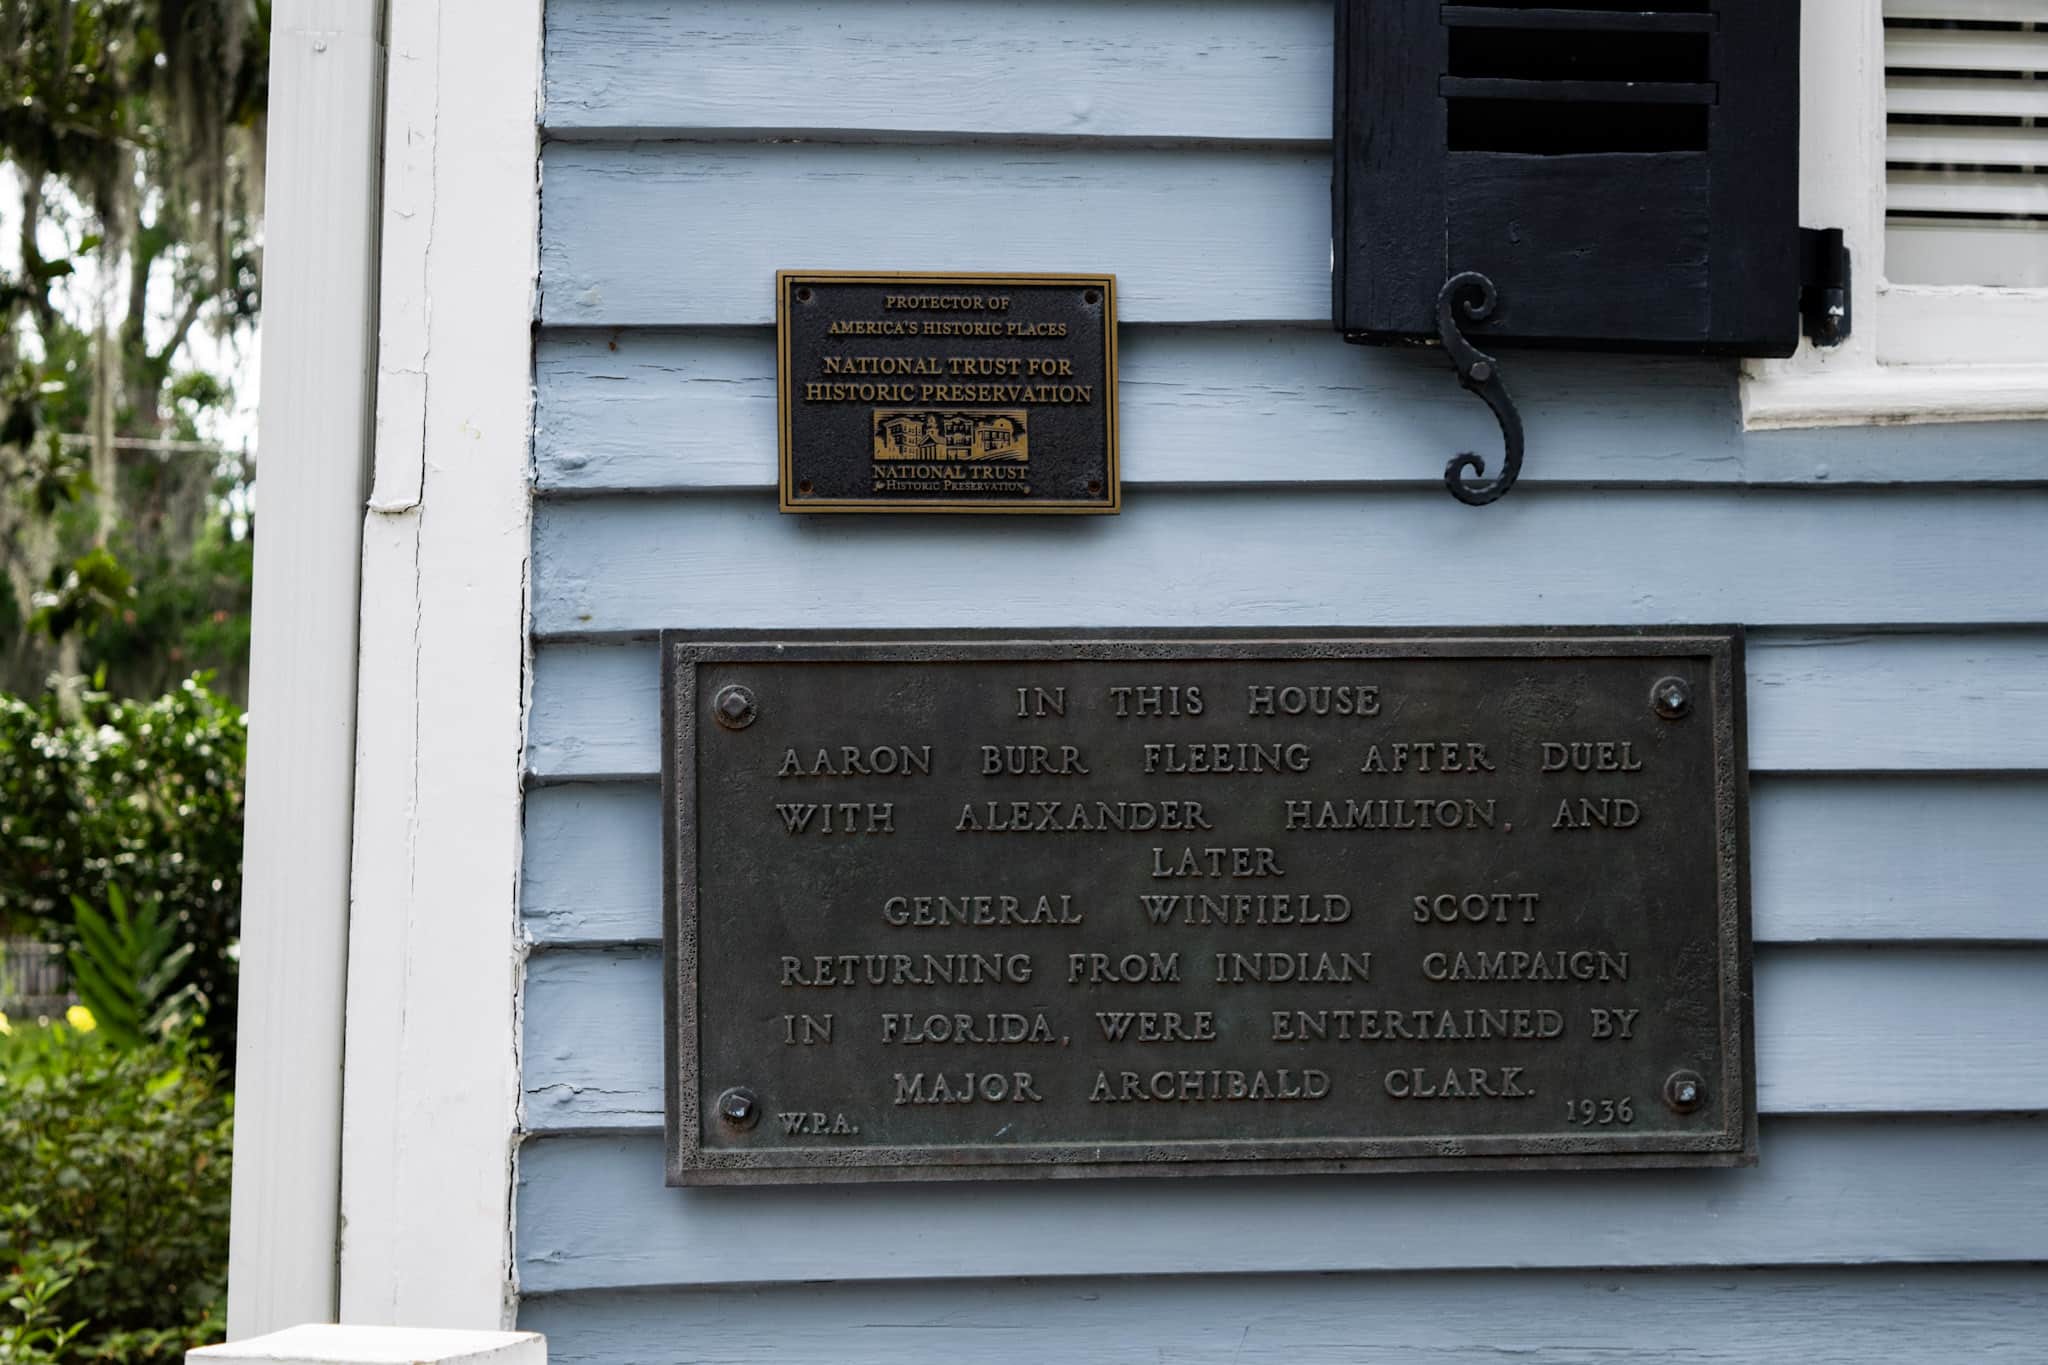 PROTECTOR OF
AMERICA'S HISTORIC PLACES
NATIONAL TRUST FOR
HISTORIC PRESERVATION
NATIONAL TRUST
for HISTORIC PRESERVATION®
IN THIS HOUSE
AARON BURR FLEEING AFTER DUEL
WITH ALEXANDER HAMILTON, AND
LATER
GENERAL WINFIELD SCOTT
RETURNING FROM INDIAN CAMPAIGN
IN FLORIDA, WERE ENTERTAINED BY
MAJOR ARCHIBALD CLARK.
W.P.A. 1936